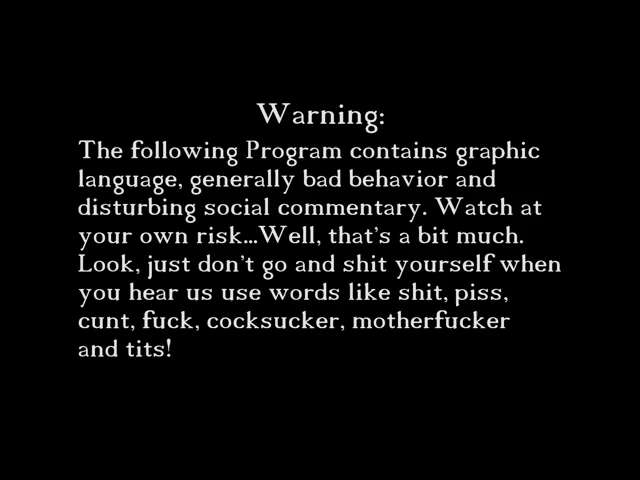 Warning:
The following Program contains graphic
language, generally bad behavior and
disturbing social commentary. Watch at
your own risk...Well, that's a bit much.
Look, just don't go and shit yourself when
you hear us use words like shit, piss,
cunt, fuck, cocksucker, motherfucker
and tits!